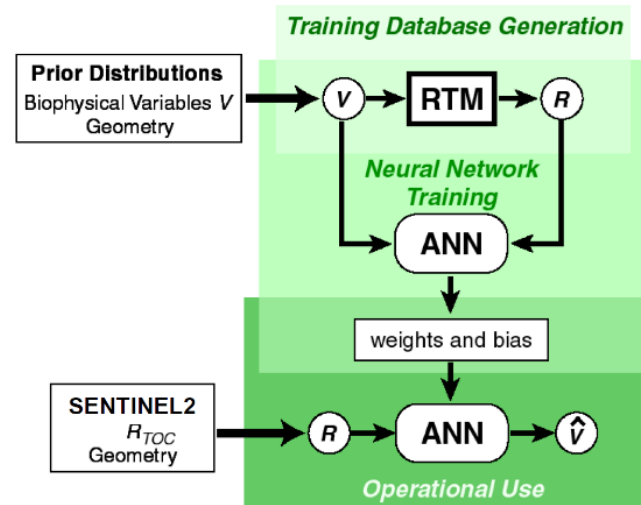 Training Database Generation
Prior Distributions
Biophysical Variables V
Geometry
V
RTM
R
Neural Network
Training
ANN
weights and bias
SENTINEL2
R_TOC
Geometry
R
ANN
V̂
Operational Use